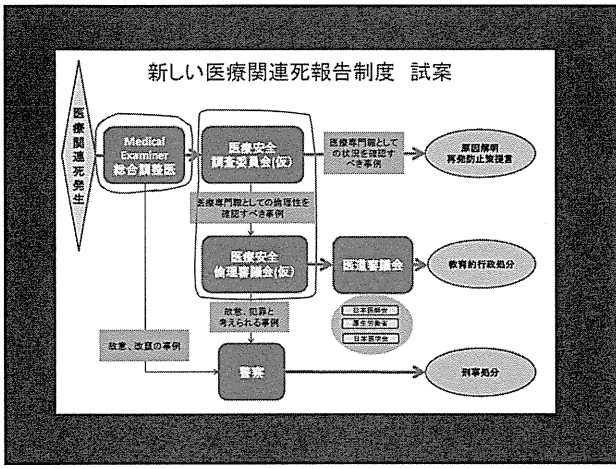 新しい医療関連死報告制度 試案
医療関連死発生
Medical
Examiner
総合調整医
医療安全
調査委員会(仮)
医療専門職としての状況を確認すべき事例
原因解明
再発防止策提言
医療専門職としての倫理性を
確認すべき事例
医療安全
倫理審議会(仮)
医道審議会
教育的行政処分
日本医師会
厚生労働省
日本医学会
故意、犯罪と
考えられる事例
故意、改竄の事例
警察
刑事処分